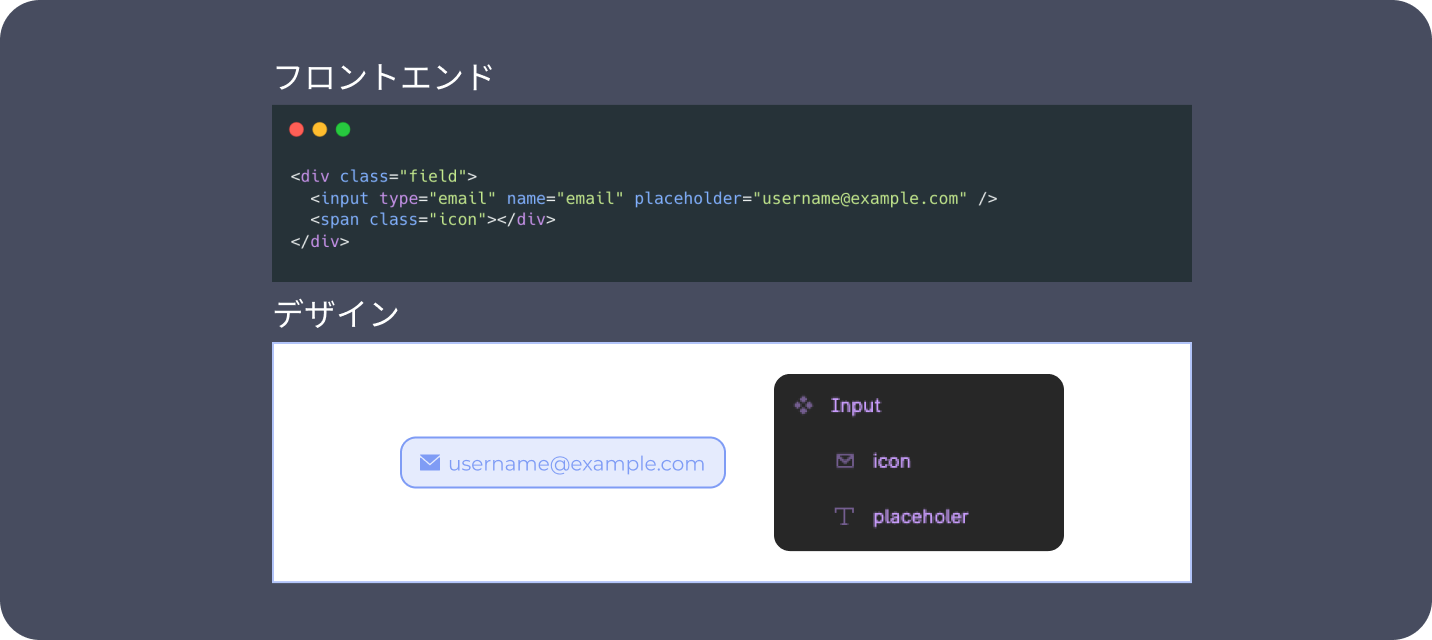 フロントエンド
<div class="field">
  <input type="email" name="email" placeholder="username@example.com" />
  <span class="icon"></div>
</div>
デザイン
username@example.com
Input
icon
placeholer